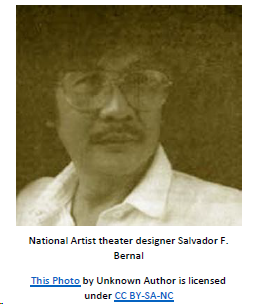 National Artist theater designer Salvador F.
Bernal
This Photo by Unknown Author is licensed
under CC BY-SA-NC